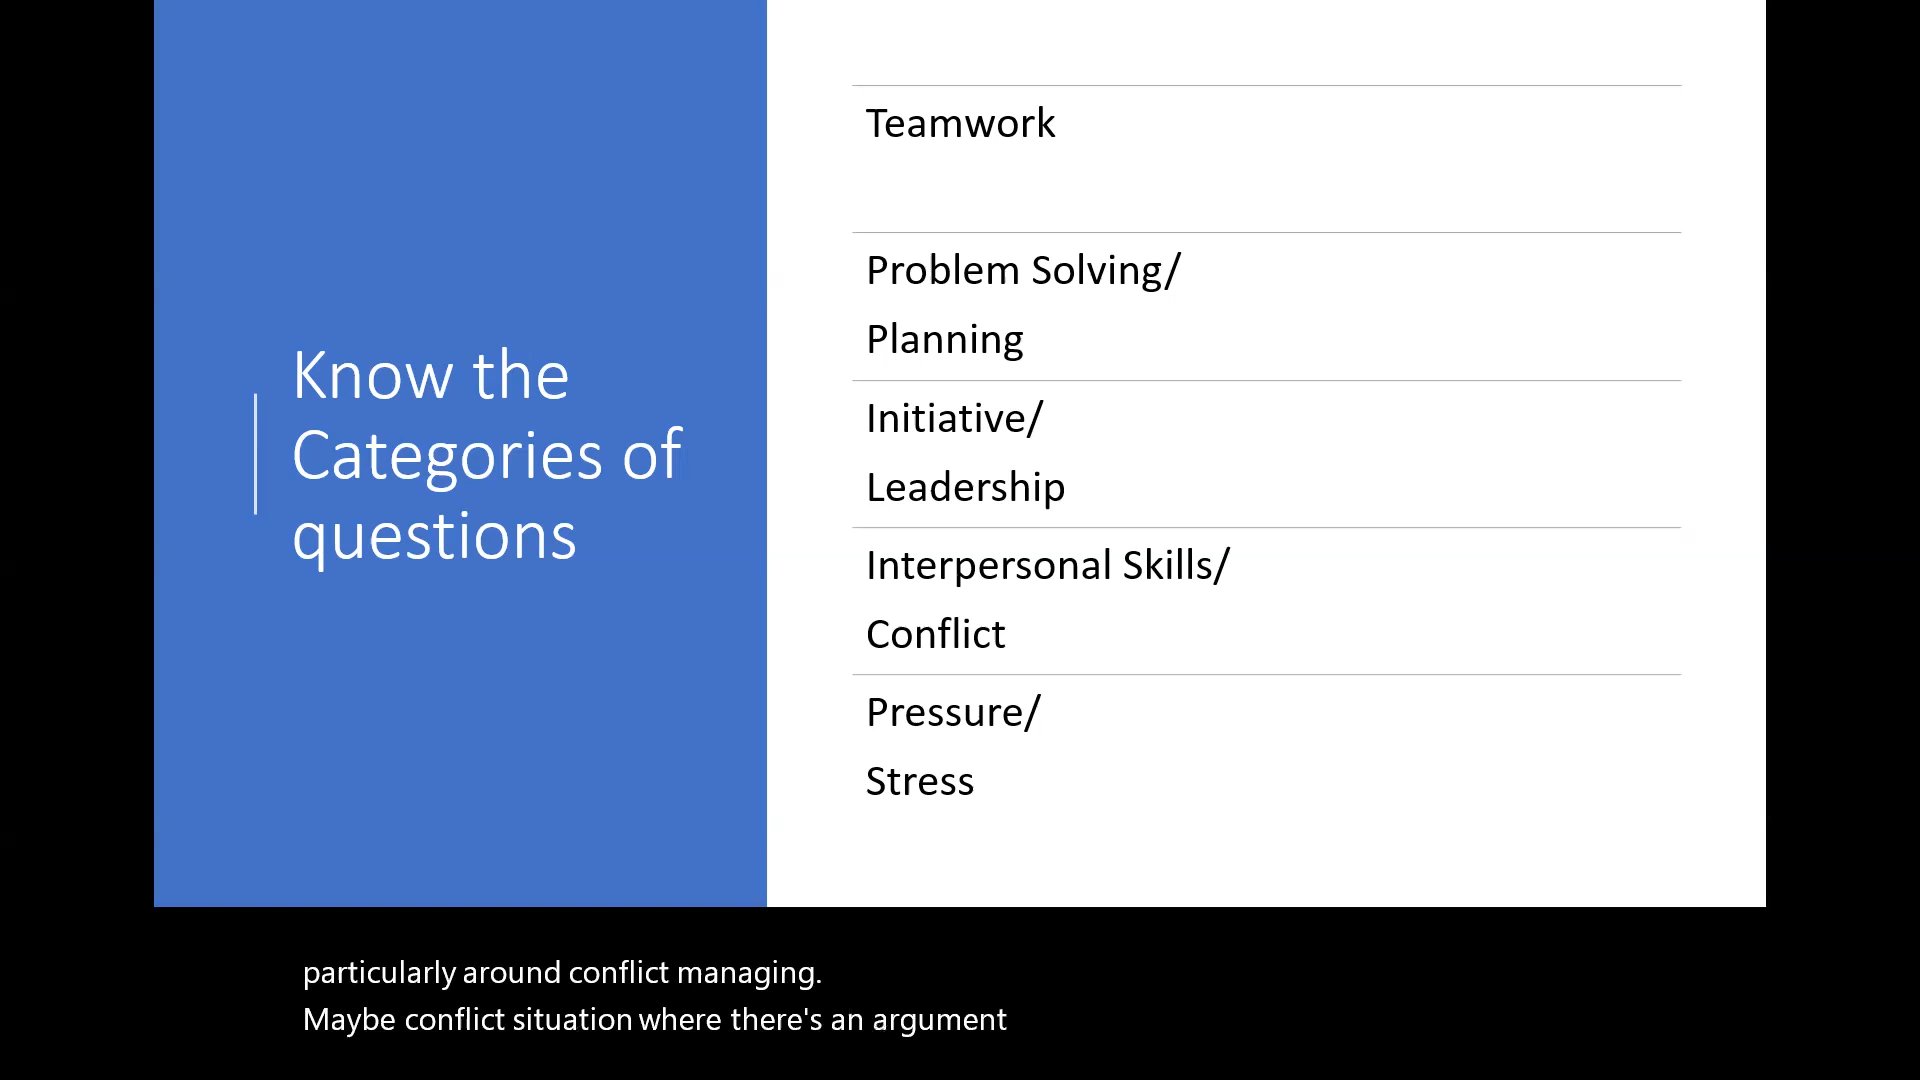 Know the
Categories of
questions
Teamwork
Problem Solving/
Planning
Initiative/
Leadership
Interpersonal Skills/
Conflict
Pressure/
Stress
particularly around conflict managing.
Maybe conflict situation where there's an argument